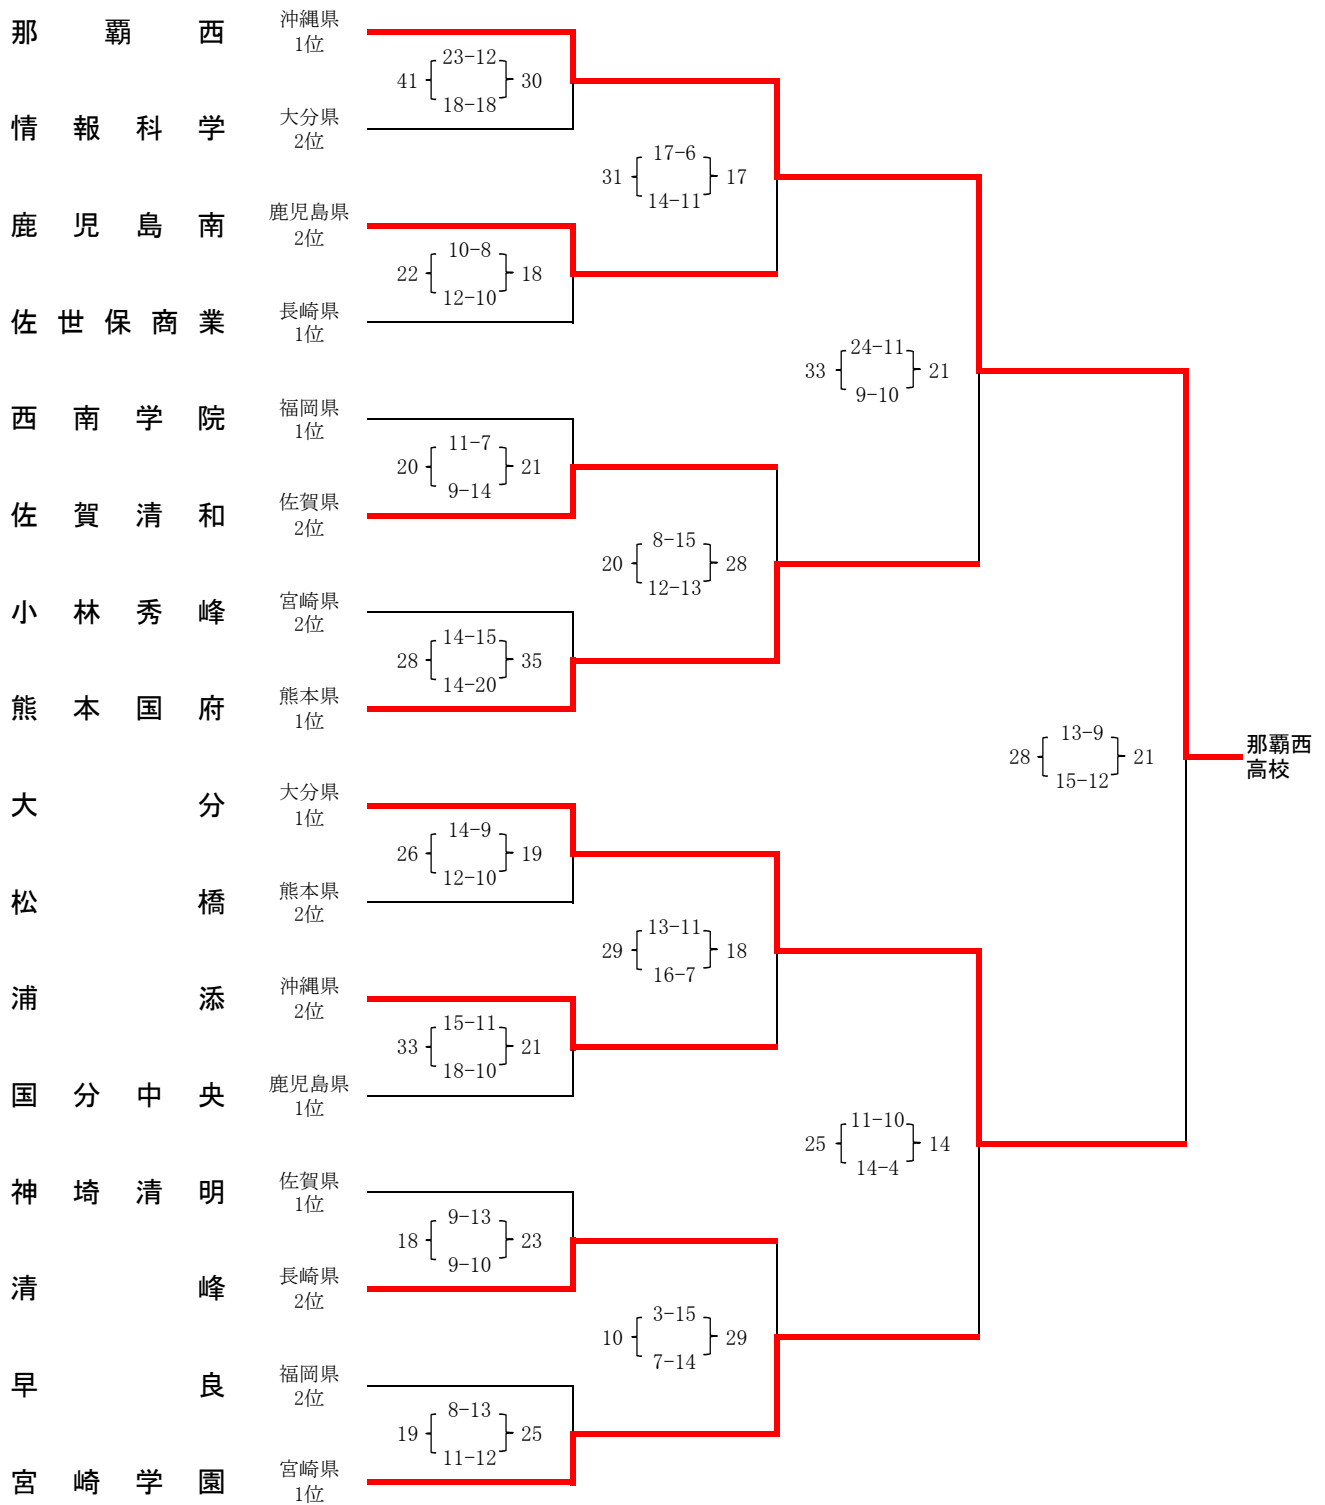 那覇西 沖縄県
1位
41 23-12 30
18-18
情報科学 大分県
2位
31 17-6 17
14-11
鹿児島南 鹿児島県
2位
22 10-8 18
12-10
佐世保商業 長崎県
1位
33 24-11 21
9-10
西南学院 福岡県
1位
20 11-7 21
9-14
佐賀清和 佐賀県
2位
20 8-15 28
12-13
小林秀峰 宮崎県
2位
28 14-15 35
14-20
熊本国府 熊本県
1位
28 13-9 21
15-12
那覇西
高校
大分 大分県
1位
26 14-9 19
12-10
松橋 熊本県
2位
29 13-11 18
16-7
浦添 沖縄県
2位
33 15-11 21
18-10
国分中央 鹿児島県
1位
25 11-10 14
14-4
神埼清明 佐賀県
1位
18 9-13 23
9-10
清峰 長崎県
2位
10 3-15 29
7-14
早良 福岡県
2位
19 8-13 25
11-12
宮崎学園 宮崎県
1位